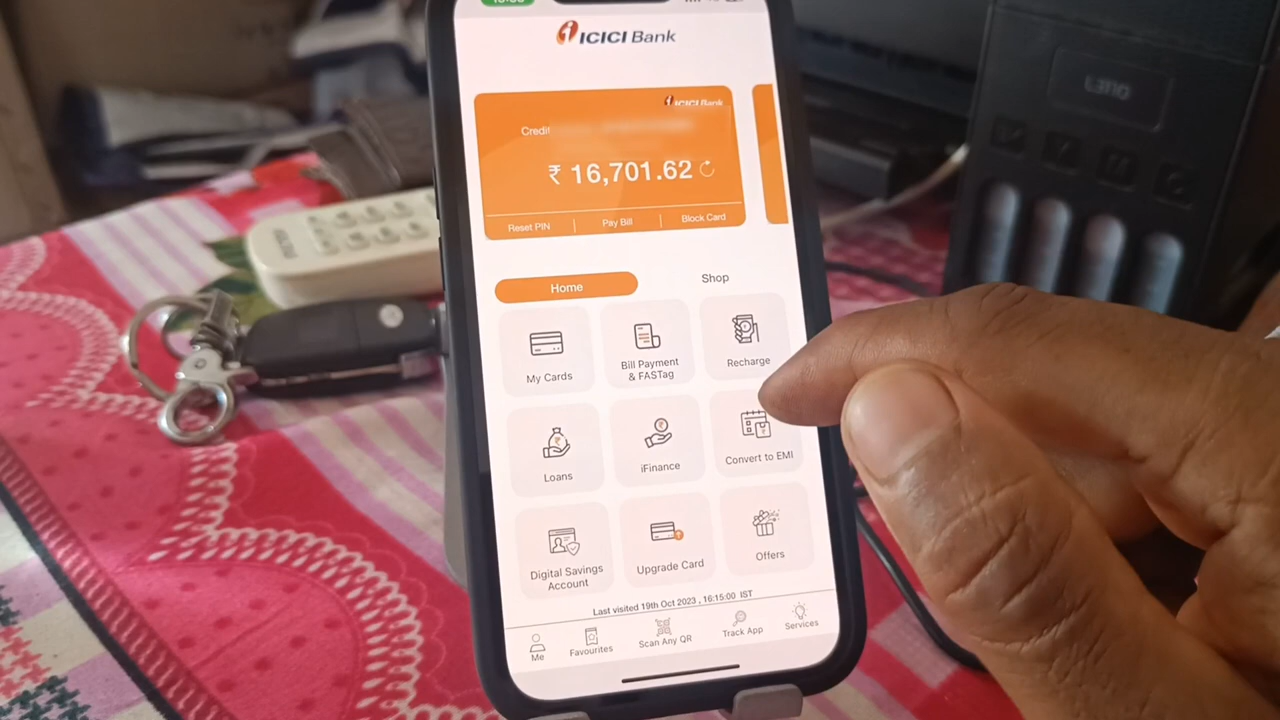 ICICI Bank
ICICI Bank
Credit
₹ 16,701.62
Reset PIN
Pay Bill
Block Card
Home
Shop
My Cards
Bill Payment
& FASTag
Recharge
Loans
iFinance
Convert to EMI
Digital Savings
Account
Upgrade Card
Offers
Last visited 19th Oct 2023 , 16:15:00 IST
Me
Favourites
Scan Any QR
Track App
Services
L3110